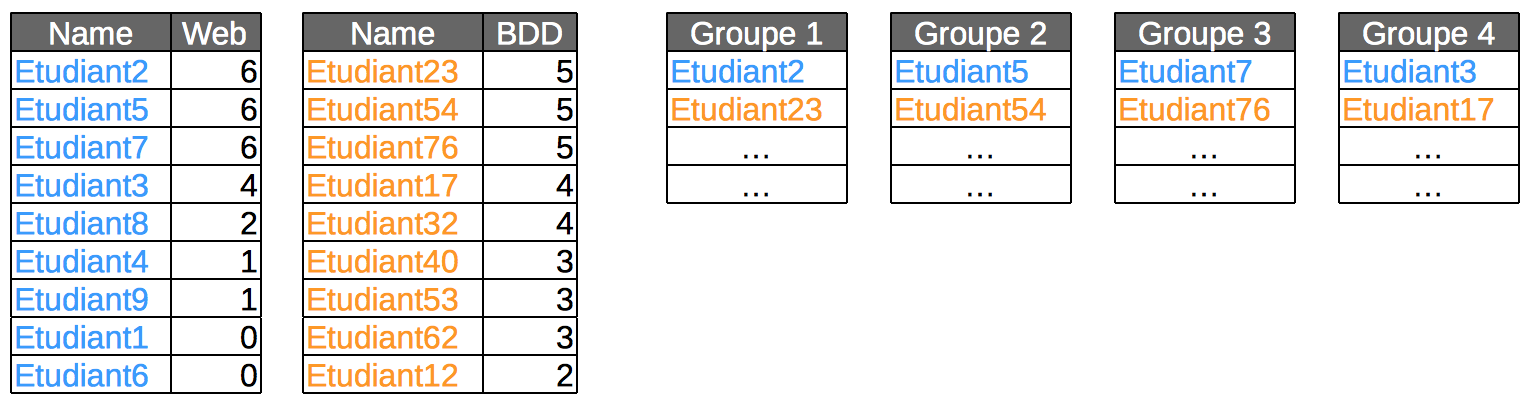 Name Web
Etudiant2 6
Etudiant5 6
Etudiant7 6
Etudiant3 4
Etudiant8 2
Etudiant4 1
Etudiant9 1
Etudiant1 0
Etudiant6 0
Name BDD
Etudiant23 5
Etudiant54 5
Etudiant76 5
Etudiant17 4
Etudiant32 4
Etudiant40 3
Etudiant53 3
Etudiant62 3
Etudiant12 2
Groupe 1
Etudiant2
Etudiant23
...
...
Groupe 2
Etudiant5
Etudiant54
...
...
Groupe 3
Etudiant7
Etudiant76
...
...
Groupe 4
Etudiant3
Etudiant17
...
...